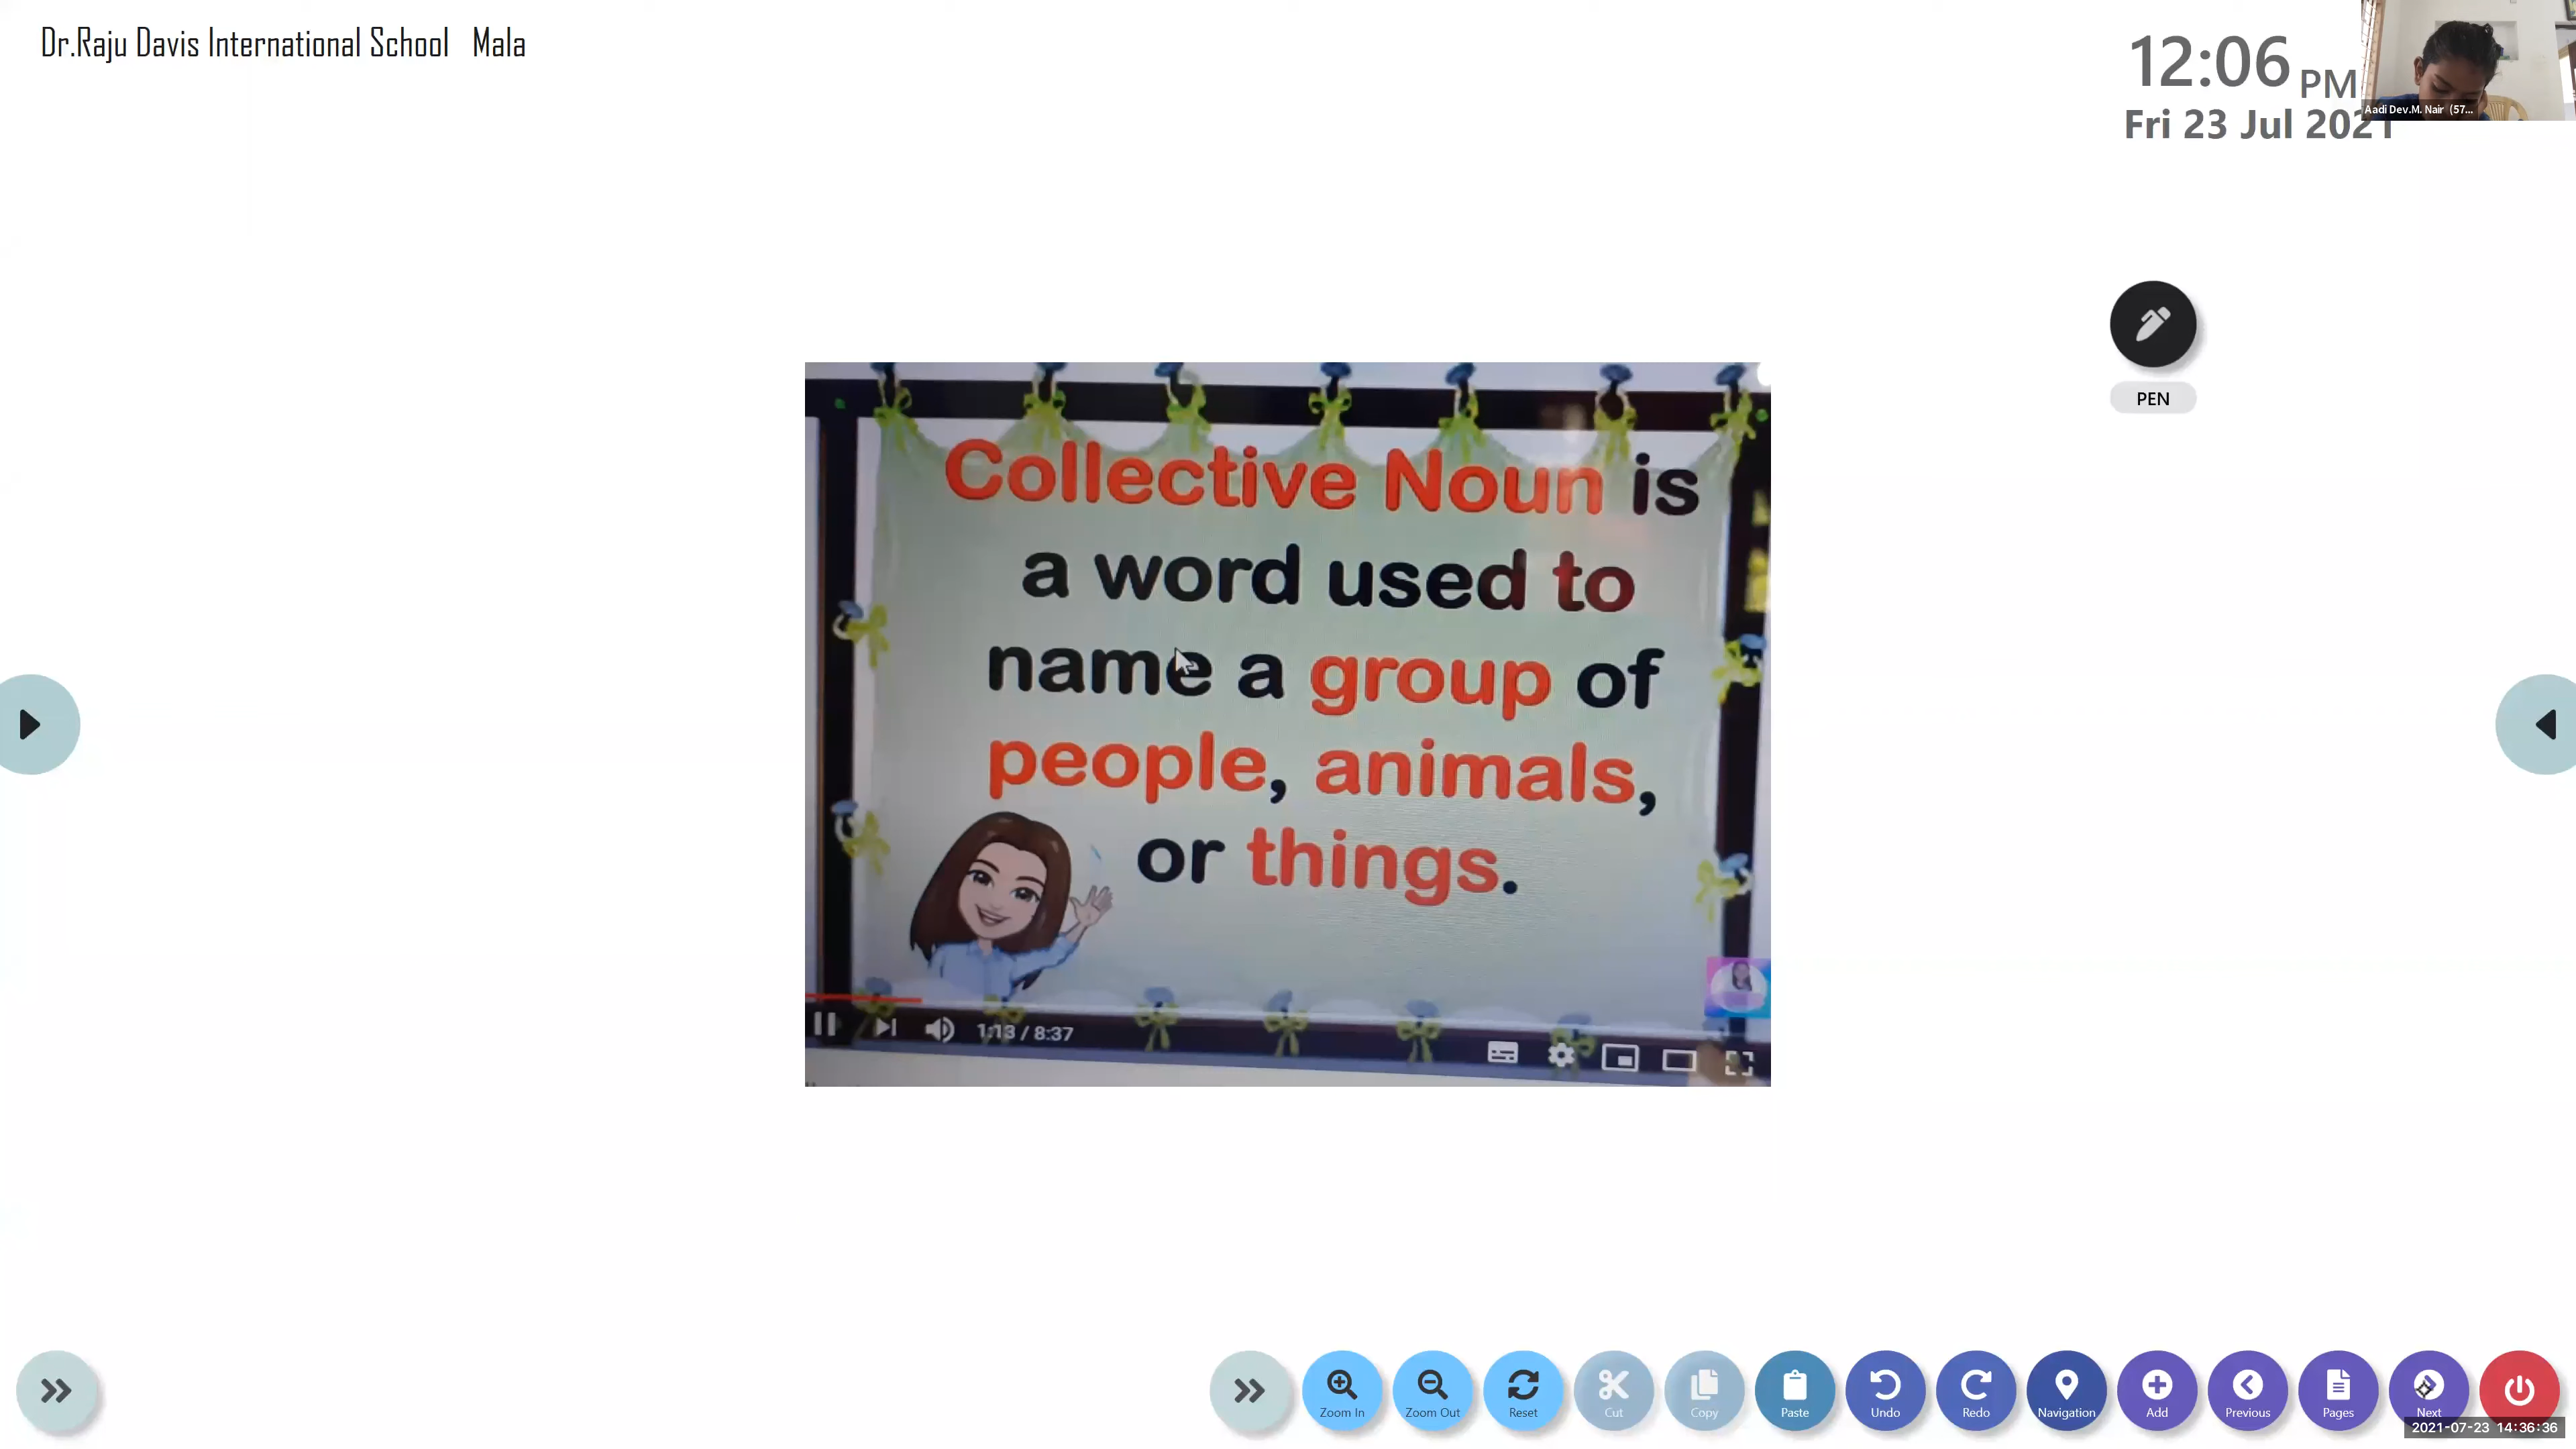 Dr.Raju Davis International School Mala
12:06 PM
Fri 23 Jul 2021
Aadi Dev.M. Nair (57...
PEN
Collective Noun is
a word used to
name a group of
people, animals,
or things.
1:13 / 8:37
Zoom In
Zoom Out
Reset
Cut
Copy
Paste
Undo
Redo
Navigation
Add
Previous
Pages
Next
2021-07-23 14:36:36